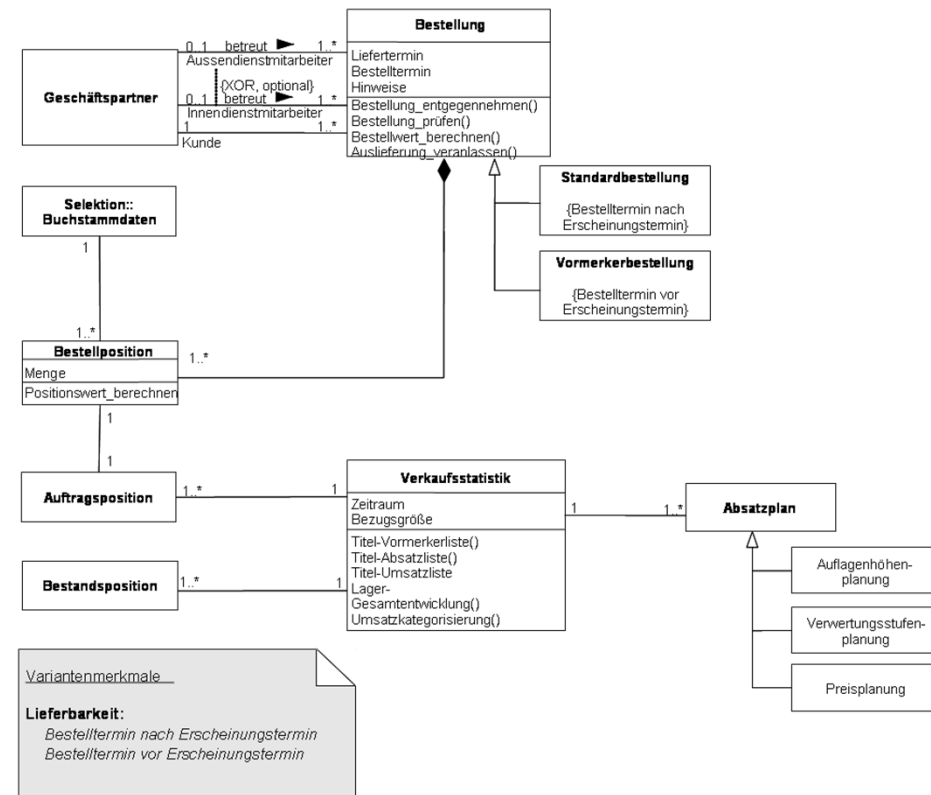 Bestellung
Liefertermin
Bestelltermin
Hinweise
Bestellung_entgegennehmen()
Bestellung_prüfen()
Bestellwert_berechnen()
Auslieferung_veranlassen()
Geschäftspartner
0..1 betreut 1..*
Aussendienstmitarbeiter
{XOR, optional}
0..1 betreut 1..*
Innendienstmitarbeiter
1 1..*
Kunde
Standardbestellung
{Bestelltermin nach
Erscheinungstermin}
Vormerkerbestellung
{Bestelltermin vor
Erscheinungstermin}
Selektion::
Buchstammdaten
1
1..*
Bestellposition
Menge
Positionswert_berechnen
1..*
1
1
Auftragsposition
1..* 1
Verkaufsstatistik
Zeitraum
Bezugsgröße
Titel-Vormerkerliste()
Titel-Absatzliste()
Titel-Umsatzliste
Lager-
Gesamtentwicklung()
Umsatzkategorisierung()
1 1..*
Absatzplan
Bestandsposition
1..* 1
Auflagenhöhen-
planung
Verwertungsstufen-
planung
Preisplanung
Variantenmerkmale
Lieferbarkeit:
Bestelltermin nach Erscheinungstermin
Bestelltermin vor Erscheinungstermin